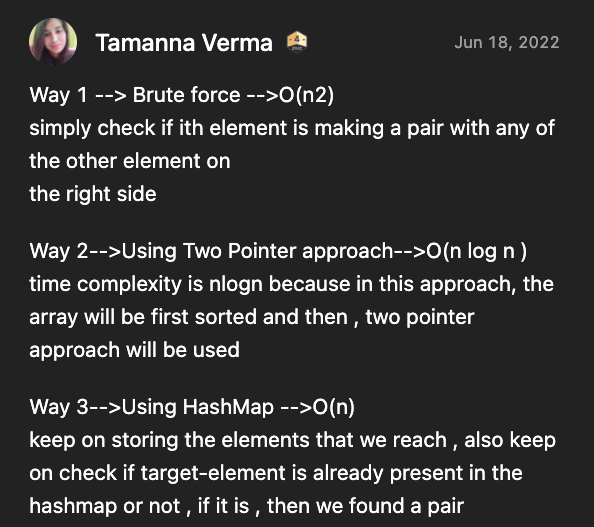 Tamanna Verma
Jun 18, 2022
Way 1 --> Brute force -->O(n2)
simply check if ith element is making a pair with any of
the other element on
the right side
Way 2-->Using Two Pointer approach-->O(n log n )
time complexity is nlogn because in this approach, the
array will be first sorted and then , two pointer
approach will be used
Way 3-->Using HashMap -->O(n)
keep on storing the elements that we reach , also keep
on check if target-element is already present in the
hashmap or not , if it is , then we found a pair